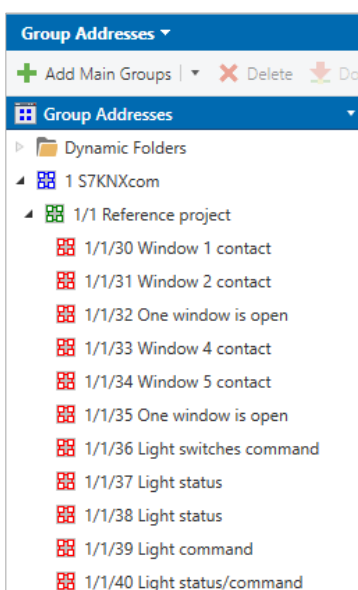 Group Addresses
Add Main Groups Delete Do
Group Addresses
Dynamic Folders
1 S7KNXcom
1/1 Reference project
1/1/30 Window 1 contact
1/1/31 Window 2 contact
1/1/32 One window is open
1/1/33 Window 4 contact
1/1/34 Window 5 contact
1/1/35 One window is open
1/1/36 Light switches command
1/1/37 Light status
1/1/38 Light status
1/1/39 Light command
1/1/40 Light status/command